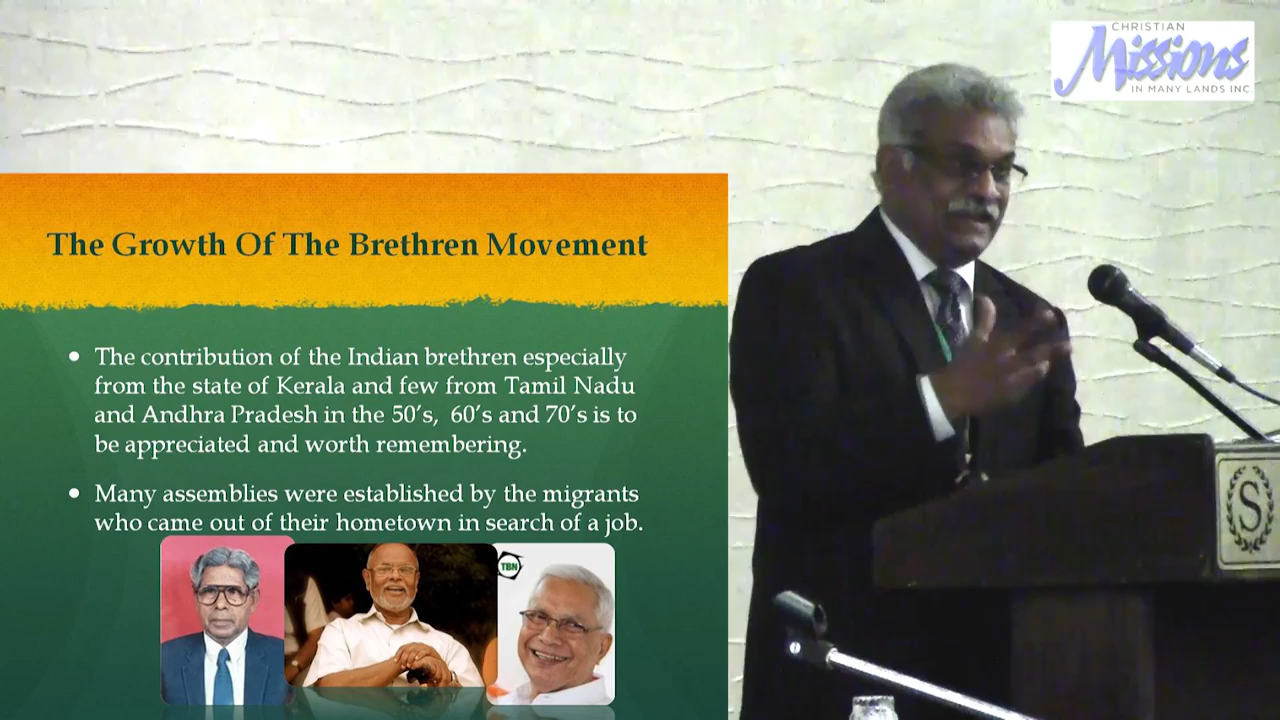 CHRISTIAN
Missions
IN MANY LANDS INC.
The Growth Of The Brethren Movement
• The contribution of the Indian brethren especially
from the state of Kerala and few from Tamil Nadu
and Andhra Pradesh in the 50's, 60's and 70's is to
be appreciated and worth remembering.
• Many assemblies were established by the migrants
who came out of their hometown in search of a job.
TBN
S